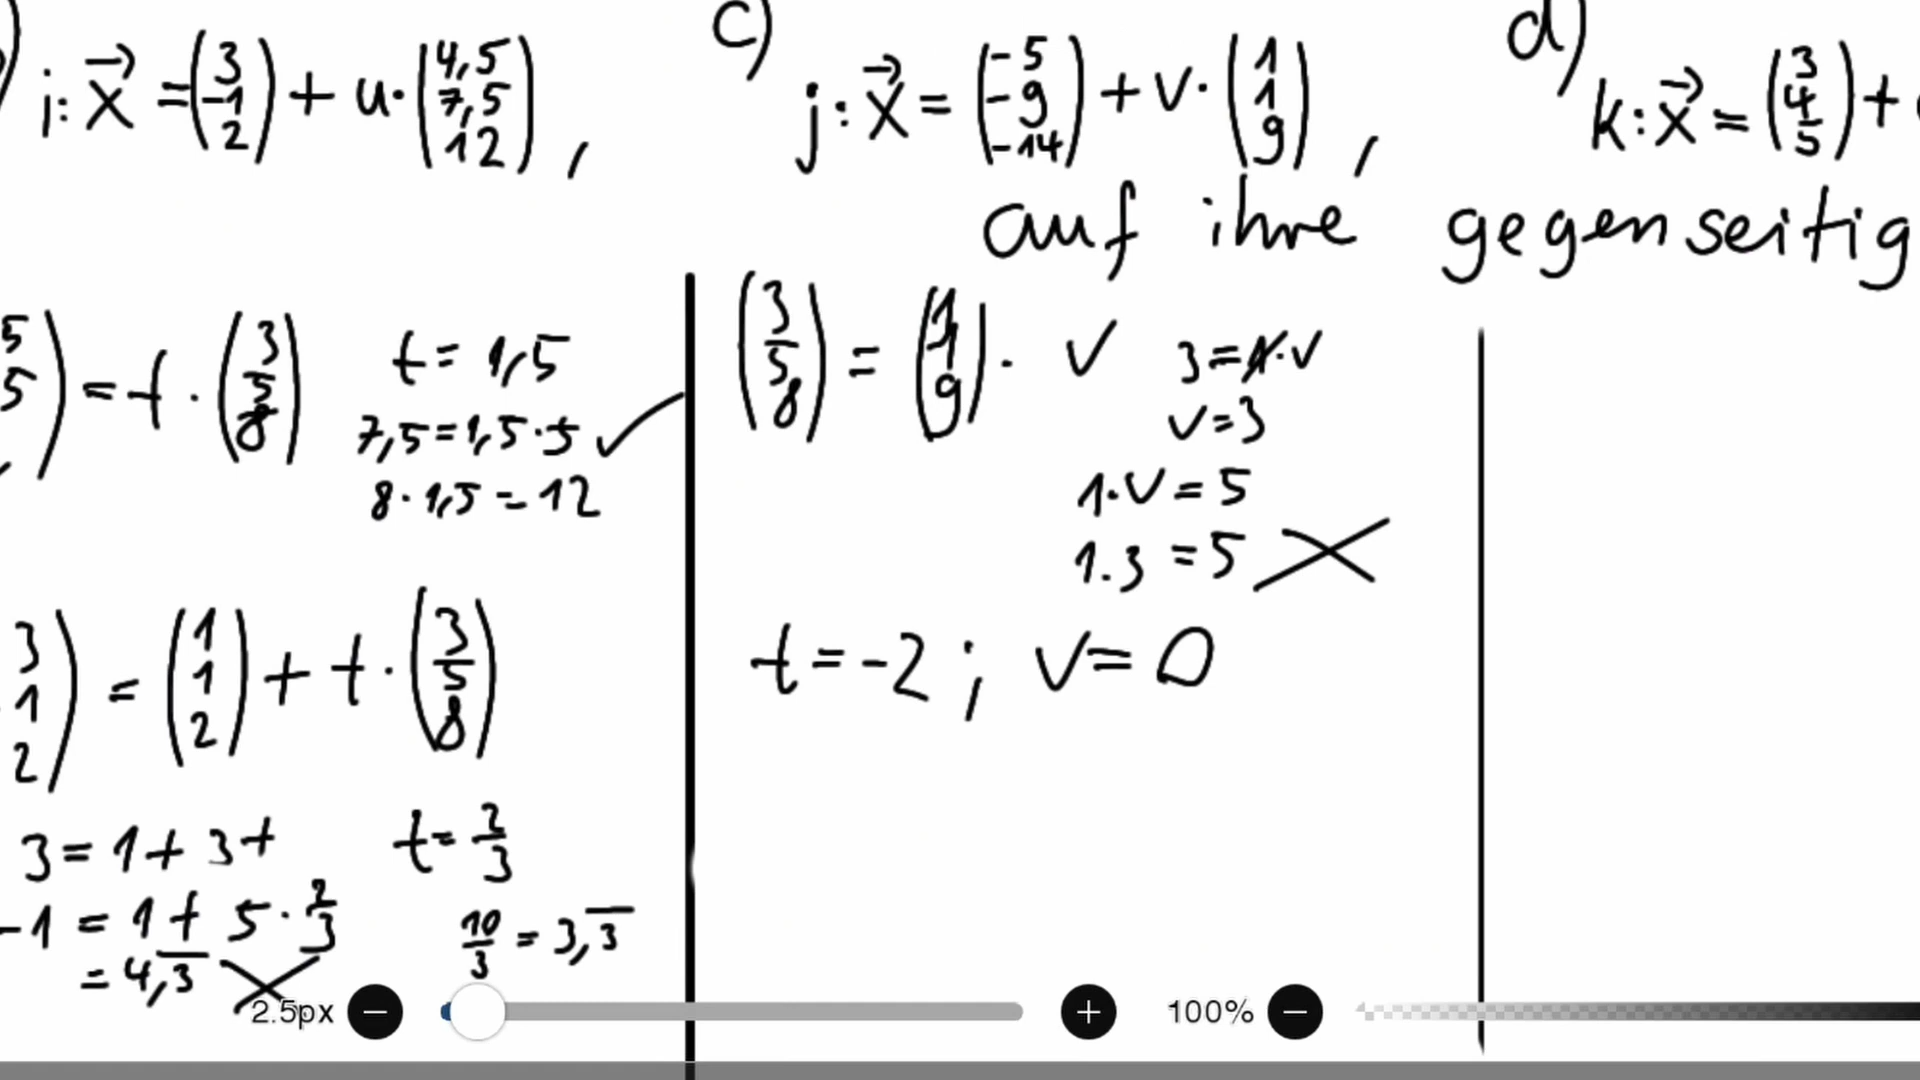 i: x⃗ = (3 -1 2) + u · (4,5 7,5 12) ,
c)
j: x⃗ = (-5 -9 -14) + v · (1 1 9) ,
d)
k: x⃗ = (3 4 5) +
auf ihre gegenseitig
5 5 ) = t · (3 5 8)
t = 1,5
7,5 = 1,5 · 5 ✓
8 · 1,5 = 12
3 1 2 ) = (1 1 2) + t · (3 5 8)
3 = 1 + 3t
t = 2/3
-1 = 1 + 5 · 2/3
= 4,3̅
10/3 = 3,3̅
(3 5 8) = (1 1 9) · v
3 = 1 · v
v = 3
1 · v = 5
1 . 3 = 5
t = -2 ; v = 0
2.5px
100%